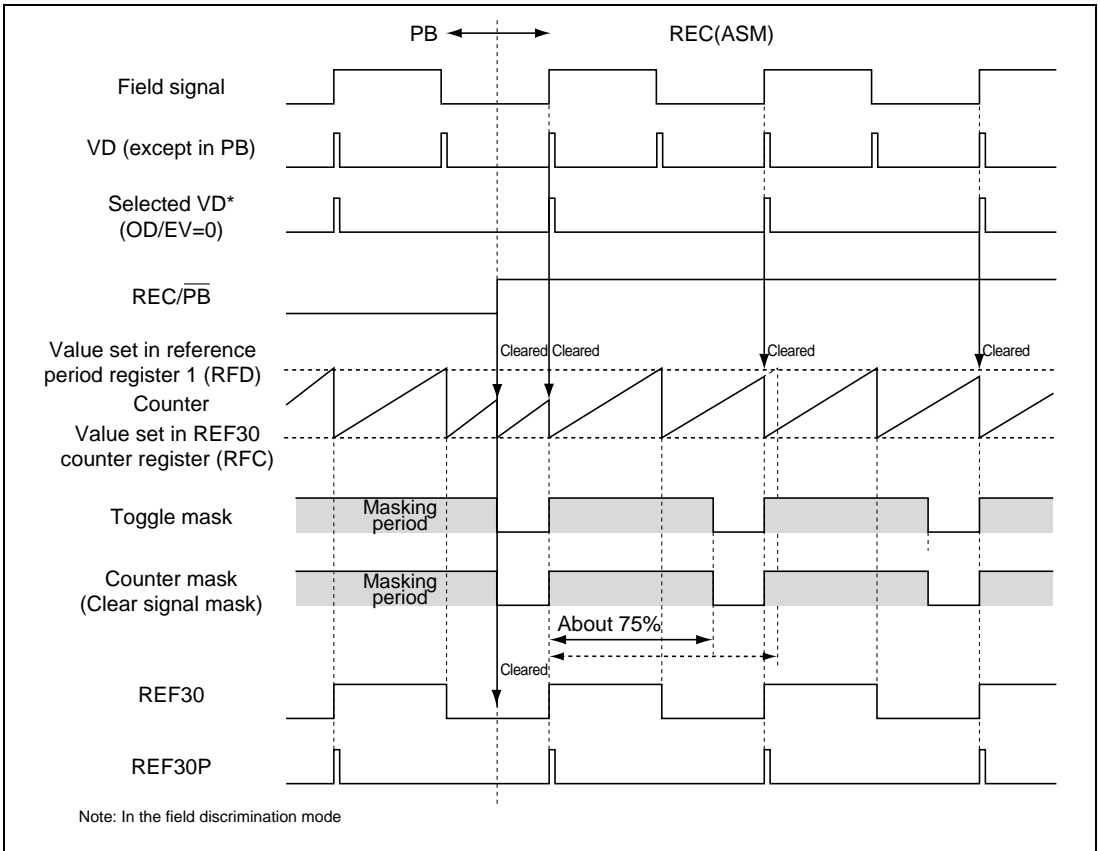 PB
REC(ASM)
Field signal
VD (except in PB)
Selected VD*
(OD/EV=0)
REC/P̅B̅
Value set in reference
period register 1 (RFD)
Cleared
Cleared
Cleared
Cleared
Counter
Value set in REF30
counter register (RFC)
Toggle mask
Masking
period
Counter mask
(Clear signal mask)
Masking
period
About 75%
Cleared
REF30
REF30P
Note: In the field discrimination mode